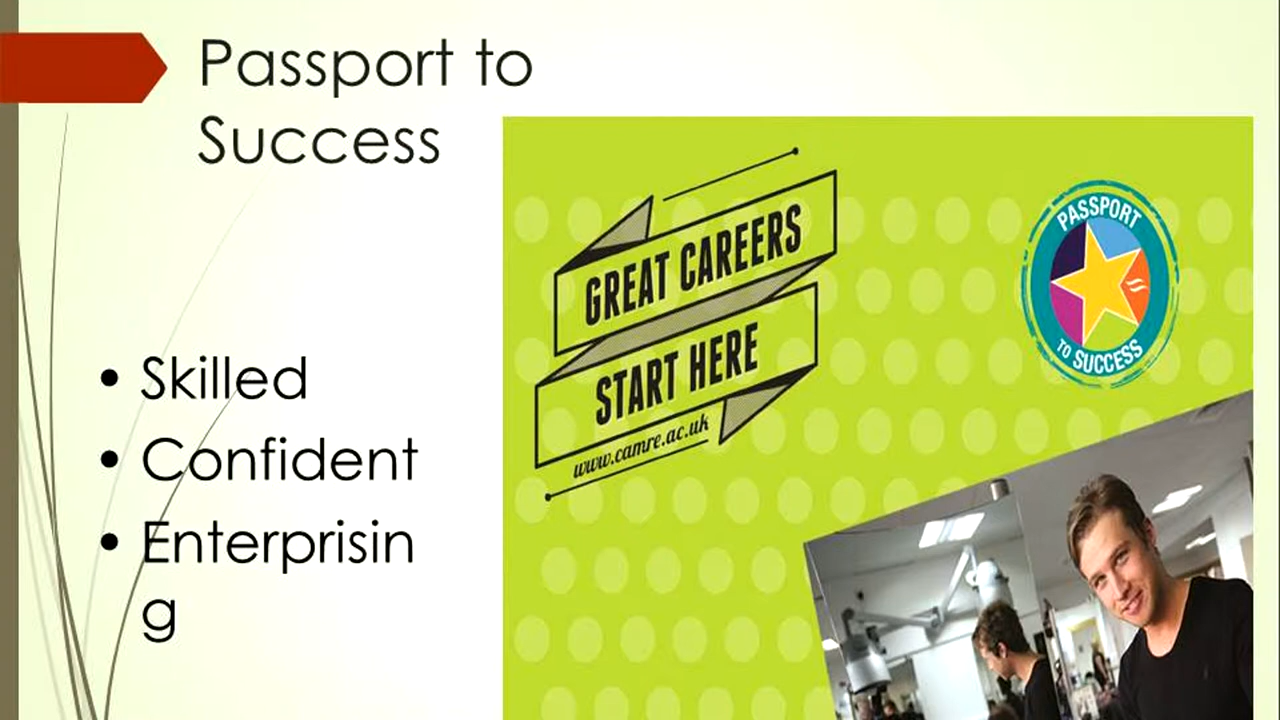 Passport to
Success
• Skilled
• Confident
• Enterprisin
g
GREAT CAREERS
START HERE
www.camre.ac.uk
PASSPORT
TO SUCCESS